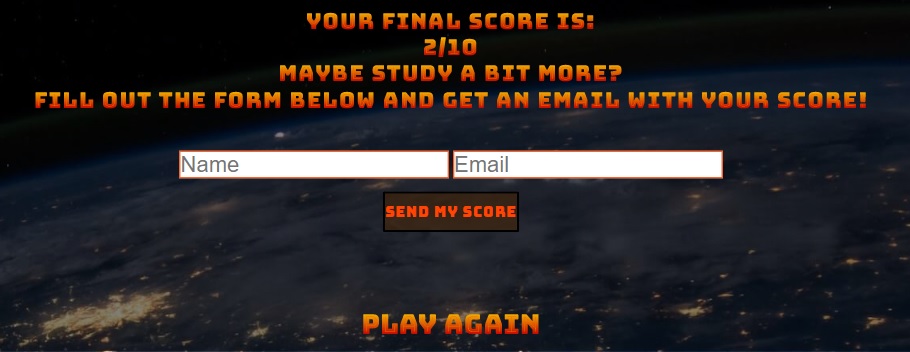 YOUR FINAL SCORE IS:
2/10
MAYBE STUDY A BIT MORE?
FILL OUT THE FORM BELOW AND GET AN EMAIL WITH YOUR SCORE!
Name Email
SEND MY SCORE
PLAY AGAIN